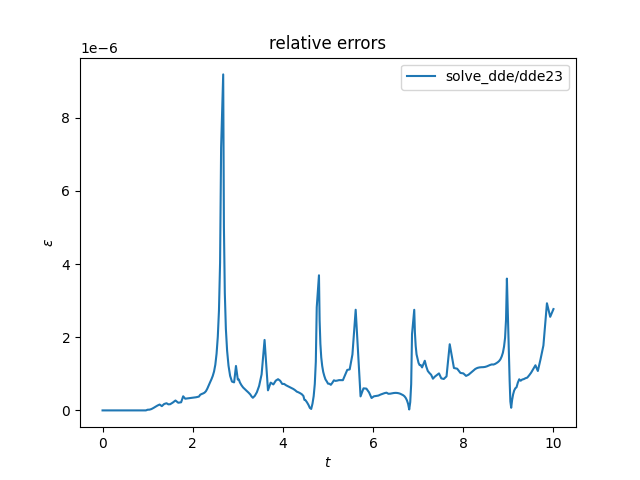 relative errors
1e−6
solve_dde/dde23
8
6
4
2
0
ε
0 2 4 6 8 10
t